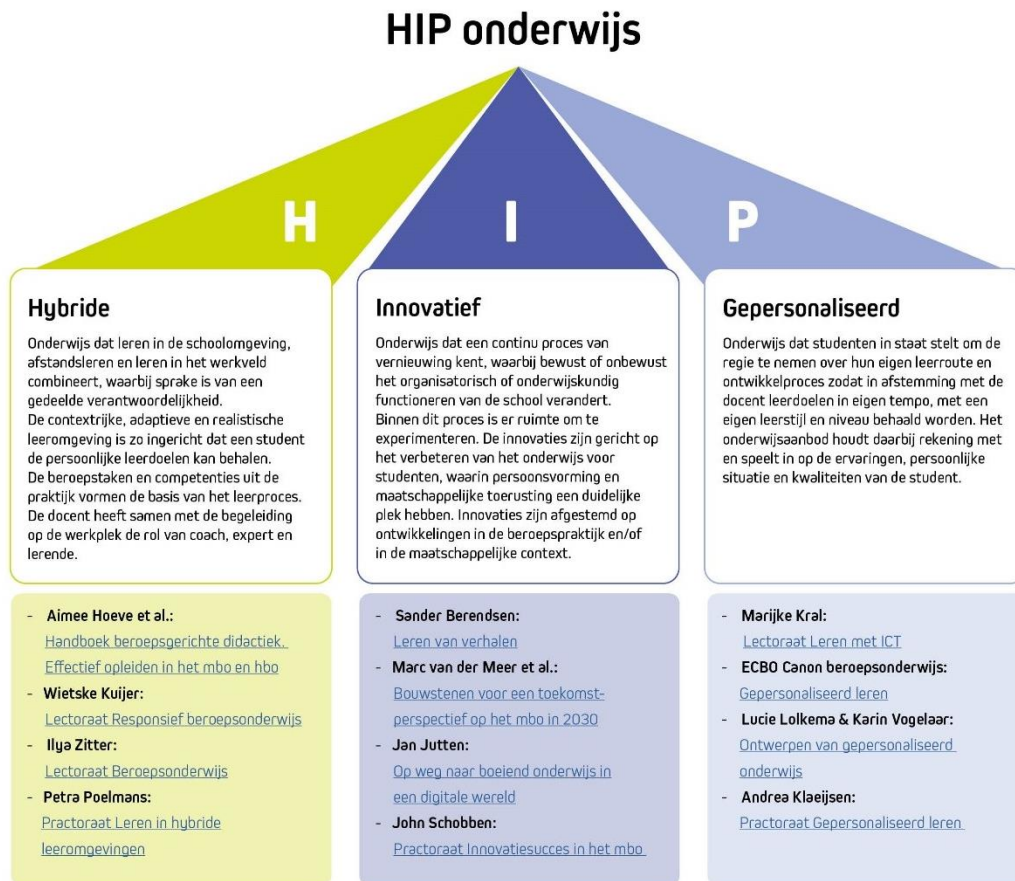 HIP onderwijs
H
I
P
Hybride
Onderwijs dat leren in de schoolomgeving,
afstandsleren en leren in het werkveld
combineert, waarbij sprake is van een
gedeelde verantwoordelijkheid.
De contextrijke, adaptieve en realistische
leeromgeving is zo ingericht dat een student
de persoonlijke leerdoelen kan behalen.
De beroepstaken en competenties uit de
praktijk vormen de basis van het leerproces.
De docent heeft samen met de begeleiding
op de werkplek de rol van coach, expert en
lerende.
Innovatief
Onderwijs dat een continu proces van
vernieuwing kent, waarbij bewust of onbewust
het organisatorisch of onderwijskundig
functioneren van de school verandert.
Binnen dit proces is er ruimte om te
experimenteren. De innovaties zijn gericht op
het verbeteren van het onderwijs voor
studenten, waarin persoonsvorming en
maatschappelijke toerusting een duidelijke
plek hebben. Innovaties zijn afgestemd op
ontwikkelingen in de beroepspraktijk en/of
in de maatschappelijke context.
Gepersonaliseerd
Onderwijs dat studenten in staat stelt om de
regie te nemen over hun eigen leerroute en
ontwikkelproces zodat in afstemming met de
docent leerdoelen in eigen tempo, met een
eigen leerstijl en niveau behaald worden. Het
onderwijsaanbod houdt daarbij rekening met
en speelt in op de ervaringen, persoonlijke
situatie en kwaliteiten van de student.
- Aimee Hoeve et al.:
Handboek beroepsgerichte didactiek.
Effectief opleiden in het mbo en hbo
- Wietske Kuijer:
Lectoraat Responsief beroepsonderwijs
- Ilya Zitter:
Lectoraat Beroepsonderwijs
- Petra Poelmans:
Practoraat Leren in hybride
leeromgevingen
- Sander Berendsen:
Leren van verhalen
- Marc van der Meer et al.:
Bouwstenen voor een toekomst-
perspectief op het mbo in 2030
- Jan Jutten:
Op weg naar boeiend onderwijs in
een digitale wereld
- John Schobben:
Practoraat Innovatiesucces in het mbo
- Marijke Kral:
Lectoraat Leren met ICT
- ECBO Canon beroepsonderwijs:
Gepersonaliseerd leren
- Lucie Lolkema & Karin Vogelaar:
Ontwerpen van gepersonaliseerd
onderwijs
- Andrea Klaeijsen:
Practoraat Gepersonaliseerd leren